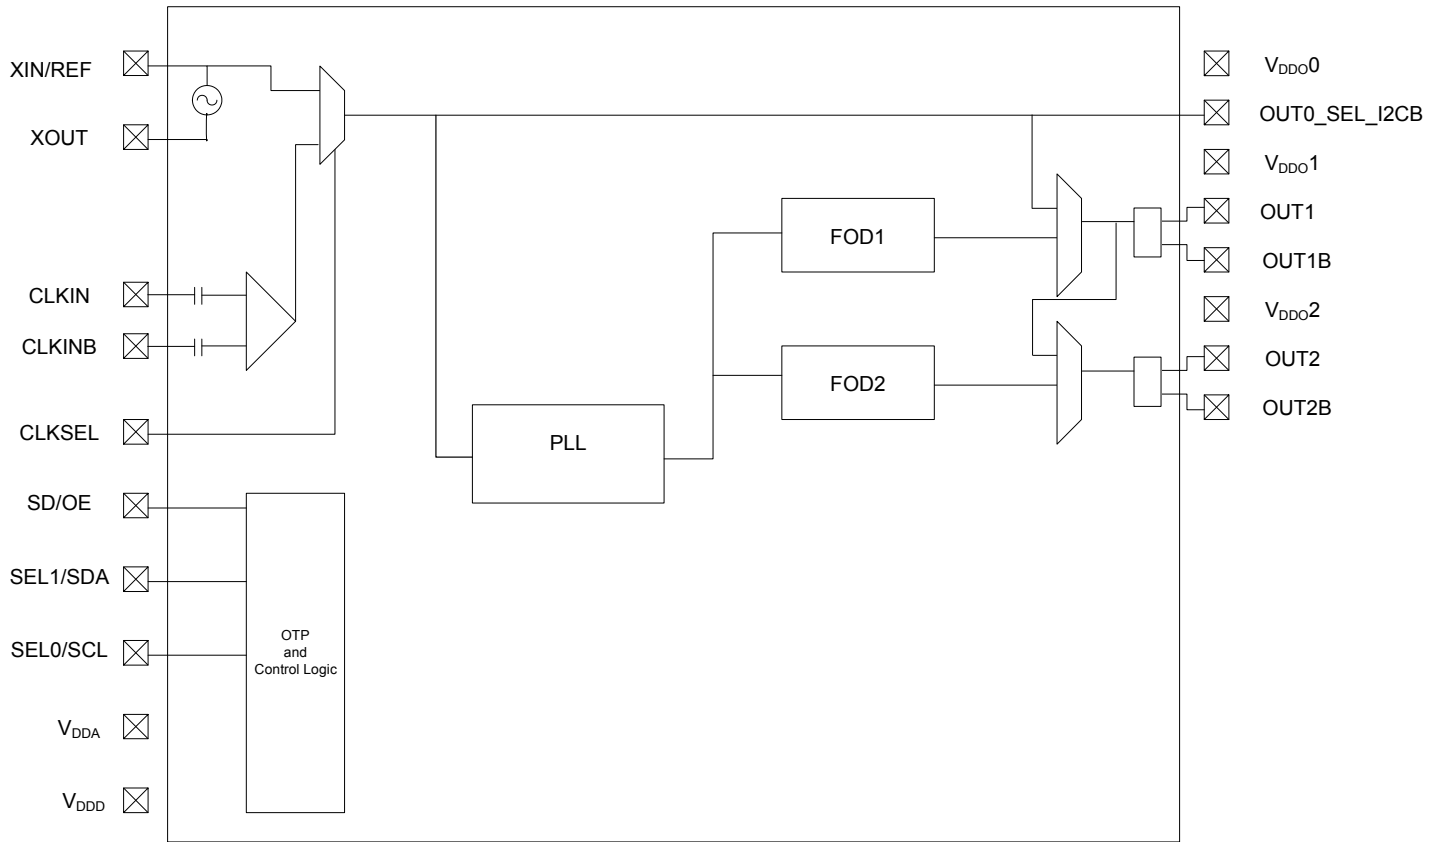 XIN/REF
XOUT
CLKIN
CLKINB
CLKSEL
SD/OE
SEL1/SDA
SEL0/SCL
VDDA
VDDD
OTP
and
Control Logic
PLL
FOD1
FOD2
VDDO0
OUT0_SEL_I2CB
VDDO1
OUT1
OUT1B
VDDO2
OUT2
OUT2B